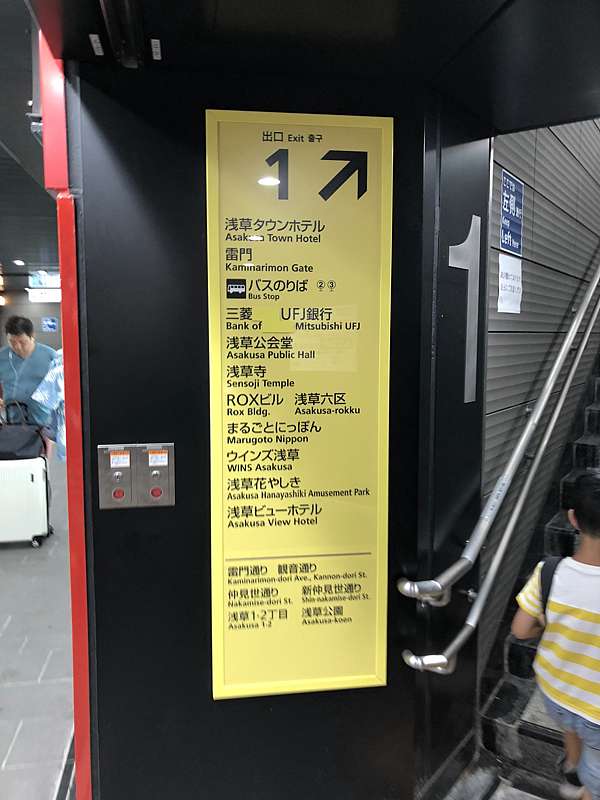 出口 Exit 출구
1
浅草タウンホテル
Asakusa Town Hotel
雷門
Kaminarimon Gate
バスのりば ②③
Bus Stop
三菱 UFJ銀行
Bank of Mitsubishi UFJ
浅草公会堂
Asakusa Public Hall
浅草寺
Sensoji Temple
ROXビル 浅草六区
Rox Bldg. Asakusa-rokku
まるごとにっぽん
Marugoto Nippon
ウインズ浅草
WINS Asakusa
浅草花やしき
Asakusa Hanayashiki Amusement Park
浅草ビューホテル
Asakusa View Hotel
雷門通り 観音通り
Kaminarimon-dori Ave., Kannon-dori St.
仲見世通り 新仲見世通り
Nakamise-dori St. Shin-nakamise-dori St.
浅草1・2丁目 浅草公園
Asakusa 1-2 Asakusa-koen
1
左側
Left